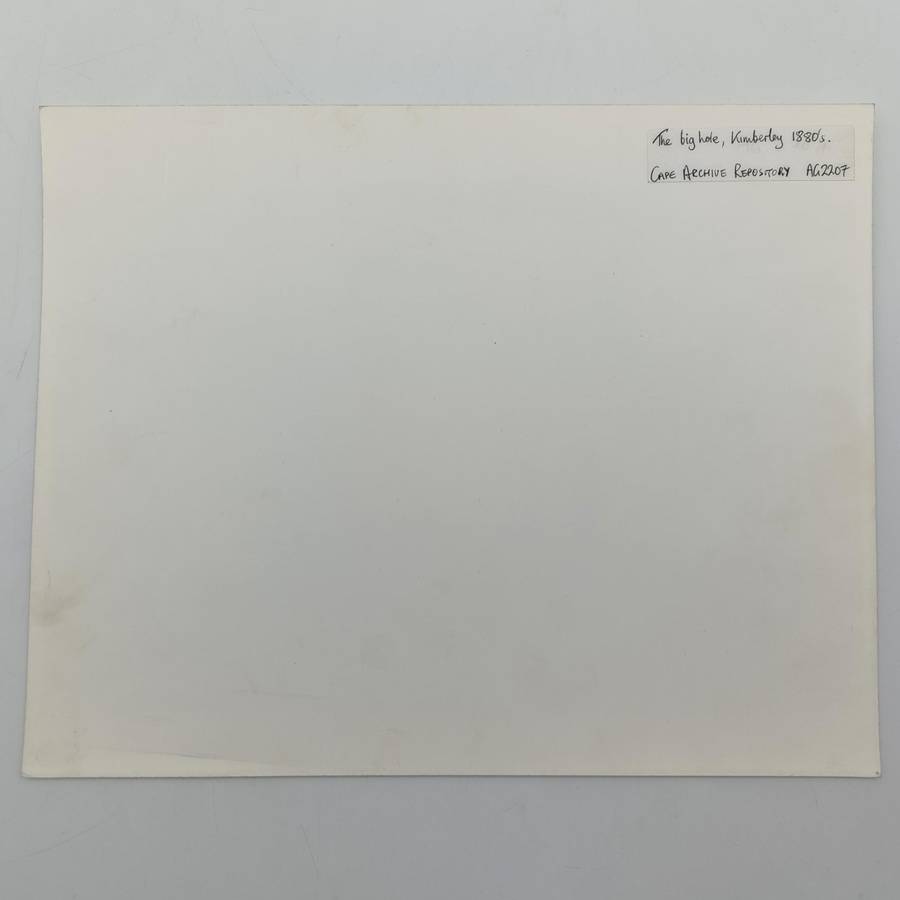 The big hole, Kimberley 1880's.
CAPE ARCHIVE REPOSITORY AG2207